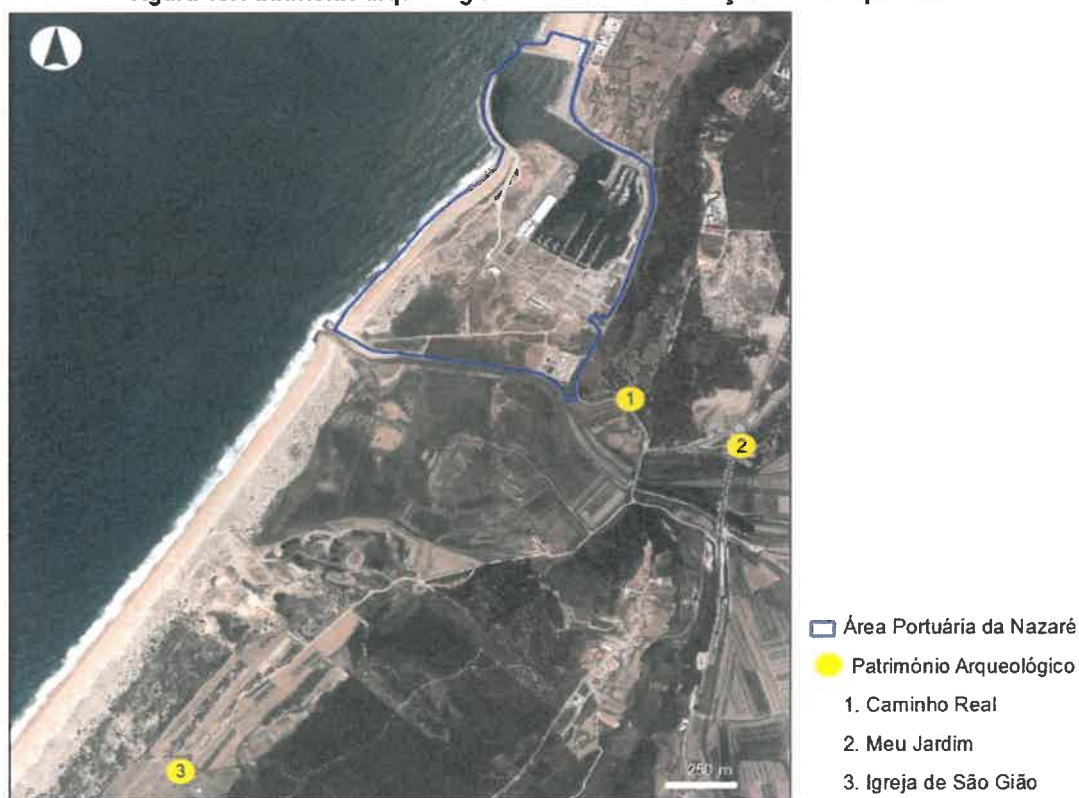 1
2
3
250 m
Área Portuária da Nazaré
Património Arqueológico
1. Caminho Real
2. Meu Jardim
3. Igreja de São Gião